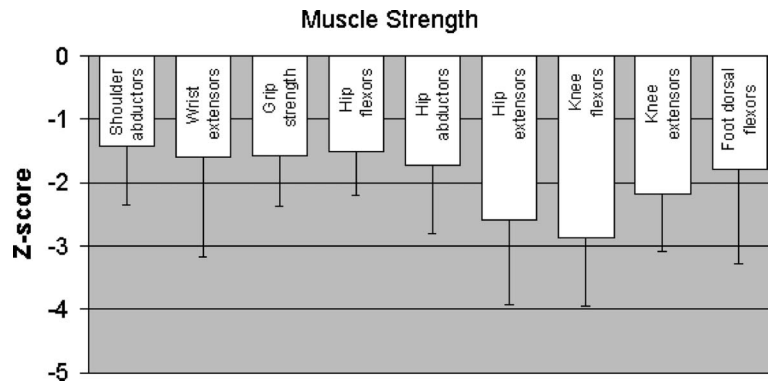 Muscle Strength
Z-score
0
-1
-2
-3
-4
-5
Shoulder
abductors
Wrist
extensors
Grip
strength
Hip
flexors
Hip
abductors
Hip
extensors
Knee
flexors
Knee
extensors
Foot dorsal
flexors